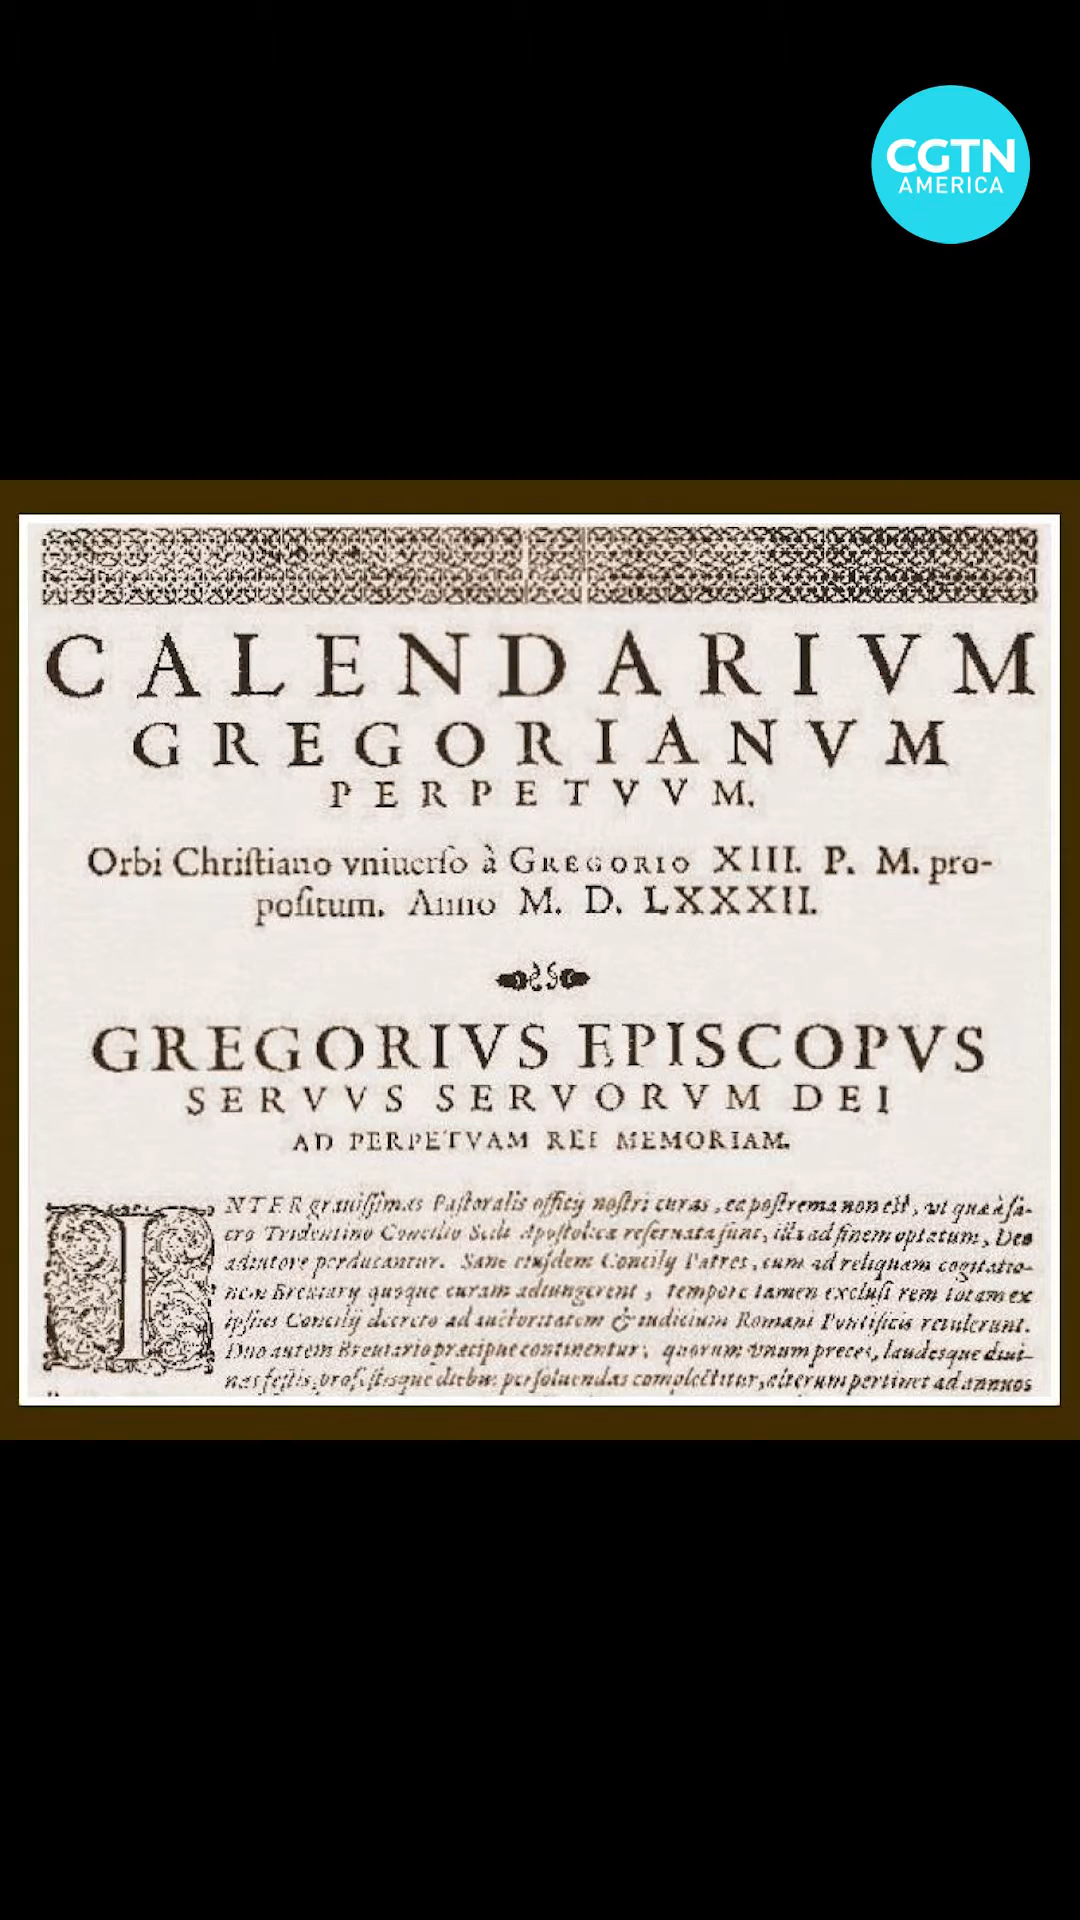 CGTN
AMERICA
CALENDARIVM
GREGORIANVM
PERPETVVM.
Orbi Chriſtiano vniuerſo à GREGORIO XIII. P. M. pro-
poſitum. Anno M. D. LXXXII.
GREGORIVS EPISCOPVS
SERVVS SERVORVM DEI
AD PERPETVAM REI MEMORIAM.
INTER grauiſſimas Paſtoralis officij noſtri curas, ea poſtrema non eſt, vt quæ à ſa-
cro Tridentino Concilio Sedi Apoſtolicæ reſeruata ſunt, illa ad finem optatum, Deo
adiutore perducantur. Sane eiuſdem Concilij Patres, cum ad reliquam cogitatio-
nem Breuiarij quoque curam adiungerent, tempore tamen excluſi rem totam ex
ipſius Concilij decreto ad auctoritatem & iudicium Romani Pontificis retulerunt.
Duo autem Breuiario præcipue continentur, quorum vnum preces, laudesque diui-
nas feſtis, profeſtisque diebus perſoluendas complectitur, alterum pertinet ad annuos